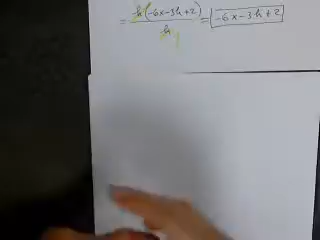 = h(-6x-3h+2)/h = -6x-3h+2